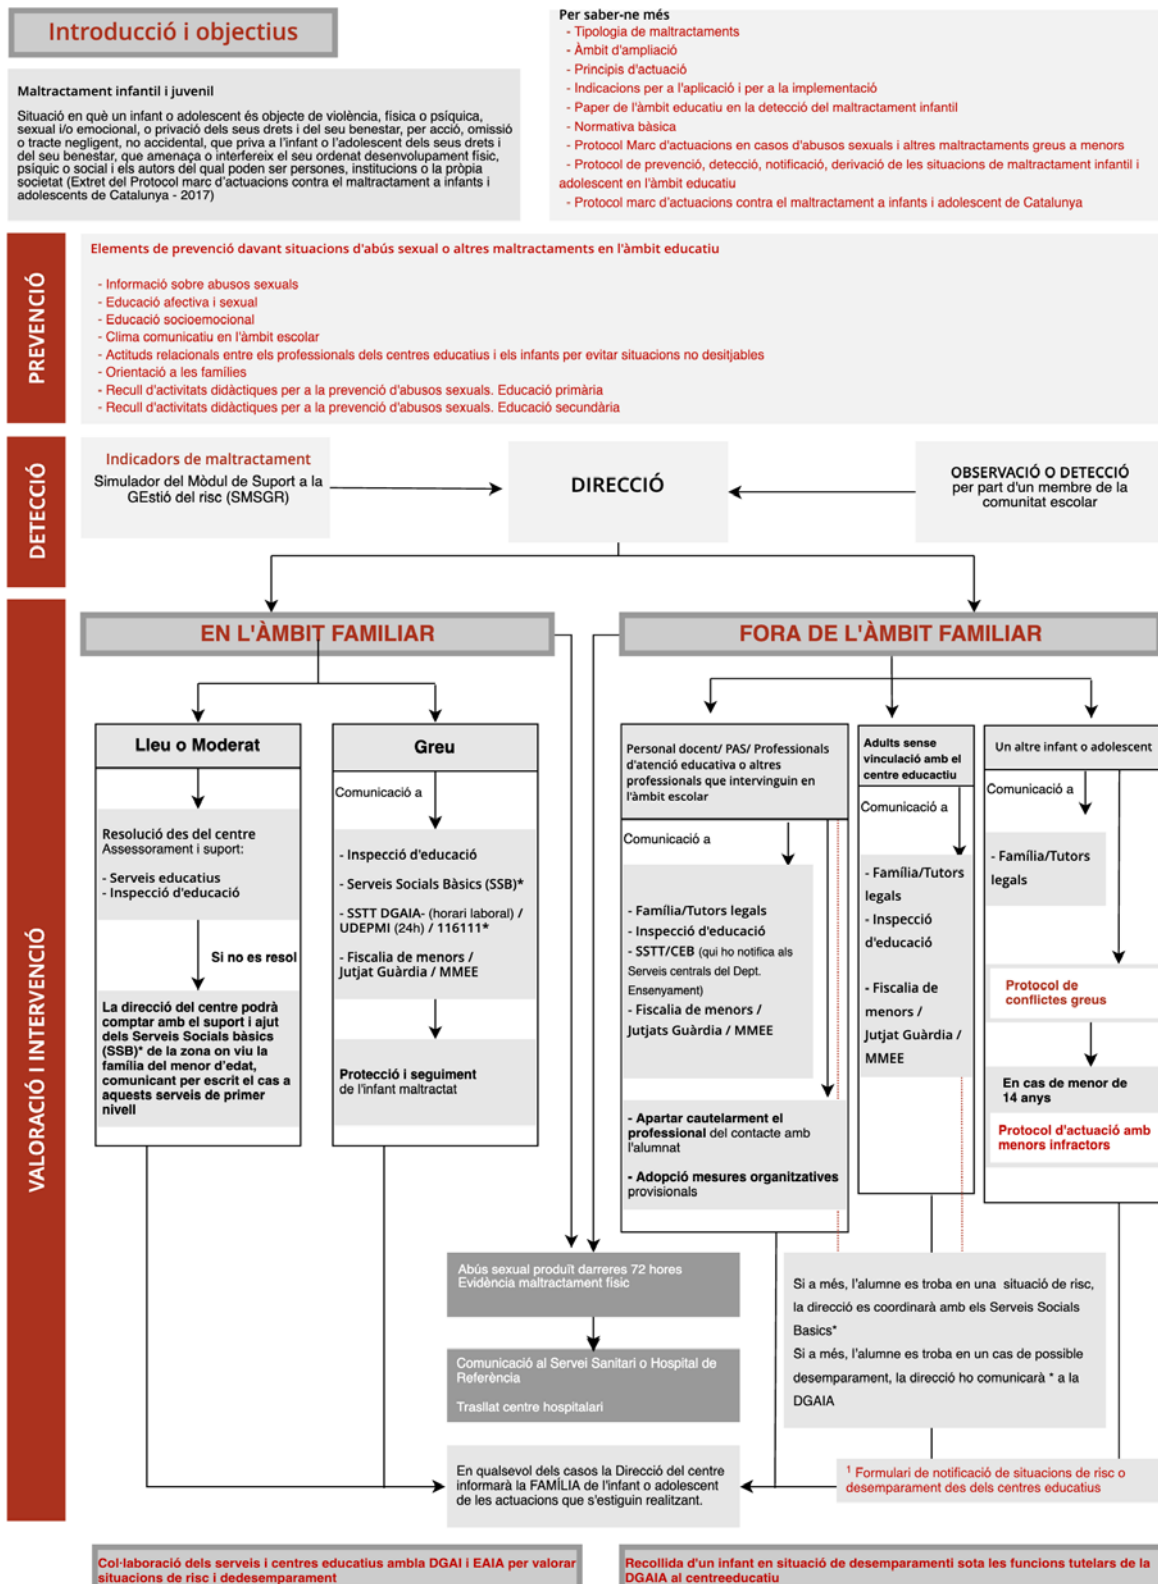 Introducció i objectius
Maltractament infantil i juvenil
Situació en què un infant o adolescent és objecte de violència, física o psíquica,
sexual i/o emocional, o privació dels seus drets i del seu benestar, per acció, omissió
o tracte negligent, no accidental, que priva a l'infant o l'adolescent dels seus drets i
del seu benestar, que amenaça o interfereix el seu ordenat desenvolupament físic,
psíquic o social i els autors del qual poden ser persones, institucions o la pròpia
societat (Extret del Protocol marc d'actuacions contra el maltractament a infants i
adolescents de Catalunya - 2017)
Per saber-ne més
- Tipologia de maltractaments
- Àmbit d'ampliació
- Principis d'actuació
- Indicacions per a l'aplicació i per a la implementació
- Paper de l'àmbit educatiu en la detecció del maltractament infantil
- Normativa bàsica
- Protocol Marc d'actuacions en casos d'abusos sexuals i altres maltractaments greus a menors
- Protocol de prevenció, detecció, notificació, derivació de les situacions de maltractament infantil i
adolescent en l'àmbit educatiu
- Protocol marc d'actuacions contra el maltractament a infants i adolescent de Catalunya
PREVENCIÓ
Elements de prevenció davant situacions d'abús sexual o altres maltractaments en l'àmbit educatiu
- Informació sobre abusos sexuals
- Educació afectiva i sexual
- Educació socioemocional
- Clima comunicatiu en l'àmbit escolar
- Actituds relacionals entre els professionals dels centres educatius i els infants per evitar situacions no desitjables
- Orientació a les famílies
- Recull d'activitats didàctiques per a la prevenció d'abusos sexuals. Educació primària
- Recull d'activitats didàctiques per a la prevenció d'abusos sexuals. Educació secundària
DETECCIÓ
Indicadors de maltractament
Simulador del Mòdul de Suport a la
GEstió del risc (SMSGR)
DIRECCIÓ
OBSERVACIÓ O DETECCIÓ
per part d'un membre de la
comunitat escolar
VALORACIÓ I INTERVENCIÓ
EN L'ÀMBIT FAMILIAR
Lleu o Moderat
Resolució des del centre
Assessorament i suport:
- Serveis educatius
- Inspecció d'educació
Si no es resol
La direcció del centre podrà
comptar amb el suport i ajut
dels Serveis Socials bàsics
(SSB)* de la zona on viu la
família del menor d'edat,
comunicant per escrit el cas a
aquests serveis de primer
nivell
Greu
Comunicació a
- Inspecció d'educació
- Serveis Socials Bàsics (SSB)*
- SSTT DGAIA- (horari laboral) /
UDEPMI (24h) / 116111*
- Fiscalia de menors /
Jutjat Guàrdia / MMEE
Protecció i seguiment
de l'infant maltractat
FORA DE L'ÀMBIT FAMILIAR
Personal docent/ PAS/ Professionals
d'atenció educativa o altres
professionals que intervinguin en
l'àmbit escolar
Comunicació a
- Família/Tutors legals
- Inspecció d'educació
- SSTT/CEB (qui ho notifica als
Serveis centrals del Dept.
Ensenyament)
- Fiscalia de menors /
Jutjats Guàrdia / MMEE
- Apartar cautelarment el
professional del contacte amb
l'alumnat
- Adopció mesures organitzatives
provisionals
Adults sense
vinculació amb el
centre educactiu
Comunicació a
- Família/Tutors
legals
- Inspecció
d'educació
- Fiscalia de
menors /
Jutjat Guàrdia /
MMEE
Un altre infant o adolescent
Comunicació a
- Família/Tutors
legals
Protocol de
conflictes greus
En cas de menor de
14 anys
Protocol d'actuació amb
menors infractors
Abús sexual produït darreres 72 hores
Evidència maltractament físic
Comunicació al Servei Sanitari o Hospital de
Referència
Trasllat centre hospitalari
Si a més, l'alumne es troba en una situació de risc,
la direcció es coordinarà amb els Serveis Socials
Basics*
Si a més, l'alumne es troba en un cas de possible
desemparament, la direcció ho comunicarà * a la
DGAIA
En qualsevol dels casos la Direcció del centre
informarà la FAMÍLIA de l'infant o adolescent
de les actuacions que s'estiguin realitzant.
¹ Formulari de notificació de situacions de risc o
desemparament des dels centres educatius
Col·laboració dels serveis i centres educatius ambla DGAI i EAIA per valorar
situacions de risc i dedesemparament
Recollida d'un infant en situació de desemparamenti sota les funcions tutelars de la
DGAIA al centreeducatiu